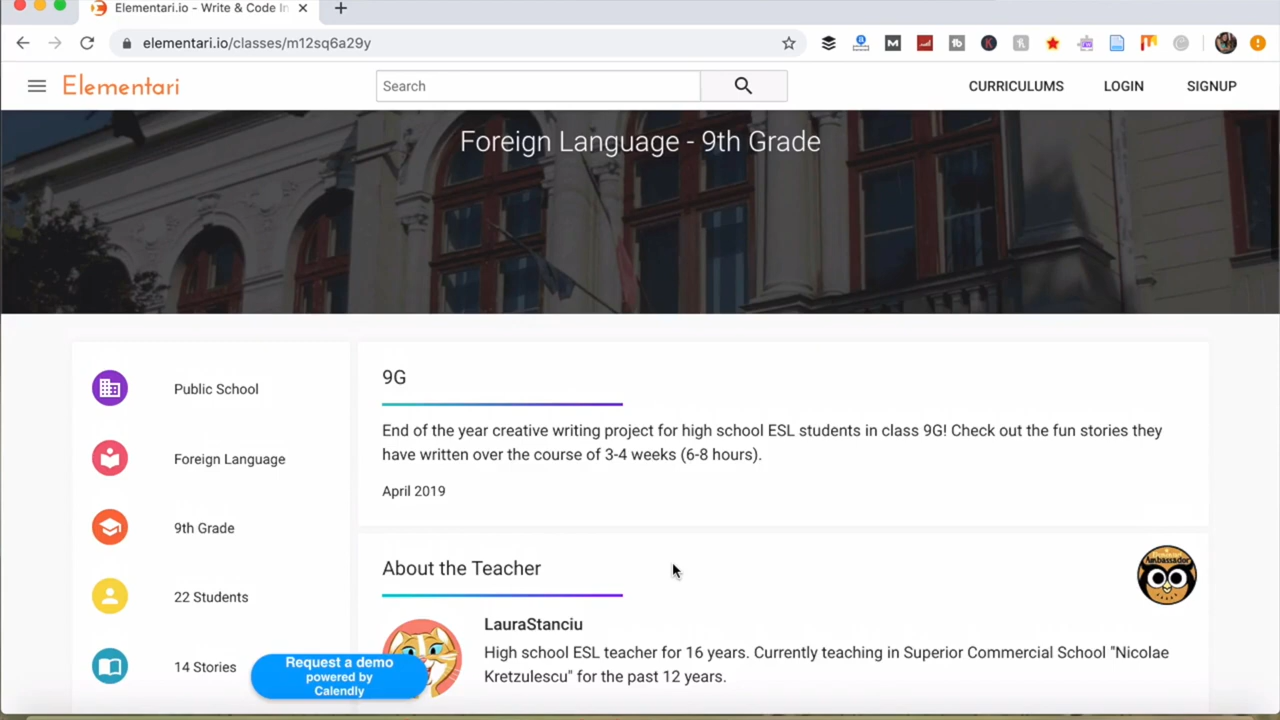 Elementari.io - Write & Code In
elementari.io/classes/m12sq6a29y
Elementari
Search
CURRICULUMS
LOGIN
SIGNUP
Foreign Language - 9th Grade
Public School
Foreign Language
9th Grade
22 Students
14 Stories
Request a demo
powered by
Calendly
9G
End of the year creative writing project for high school ESL students in class 9G! Check out the fun stories they
have written over the course of 3-4 weeks (6-8 hours).
April 2019
About the Teacher
Ambassador
LauraStanciu
High school ESL teacher for 16 years. Currently teaching in Superior Commercial School "Nicolae
Kretzulescu" for the past 12 years.